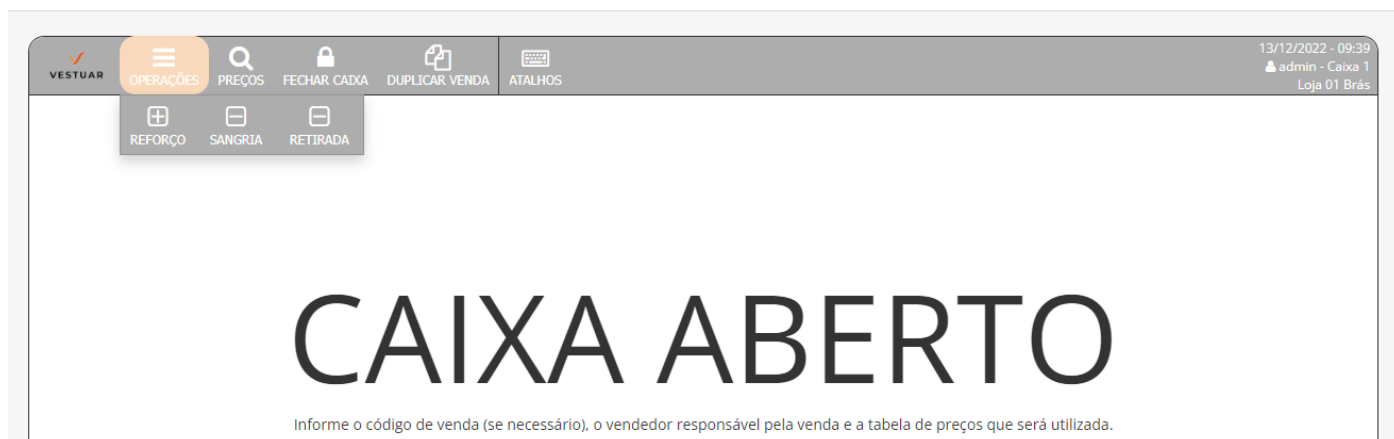 VESTUAR OPERAÇÕES PREÇOS FECHAR CAIXA DUPLICAR VENDA ATALHOS
13/12/2022 - 09:39
admin - Caixa 1
Loja 01 Brás
REFORÇO SANGRIA RETIRADA
CAIXA ABERTO
Informe o código de venda (se necessário), o vendedor responsável pela venda e a tabela de preços que será utilizada.